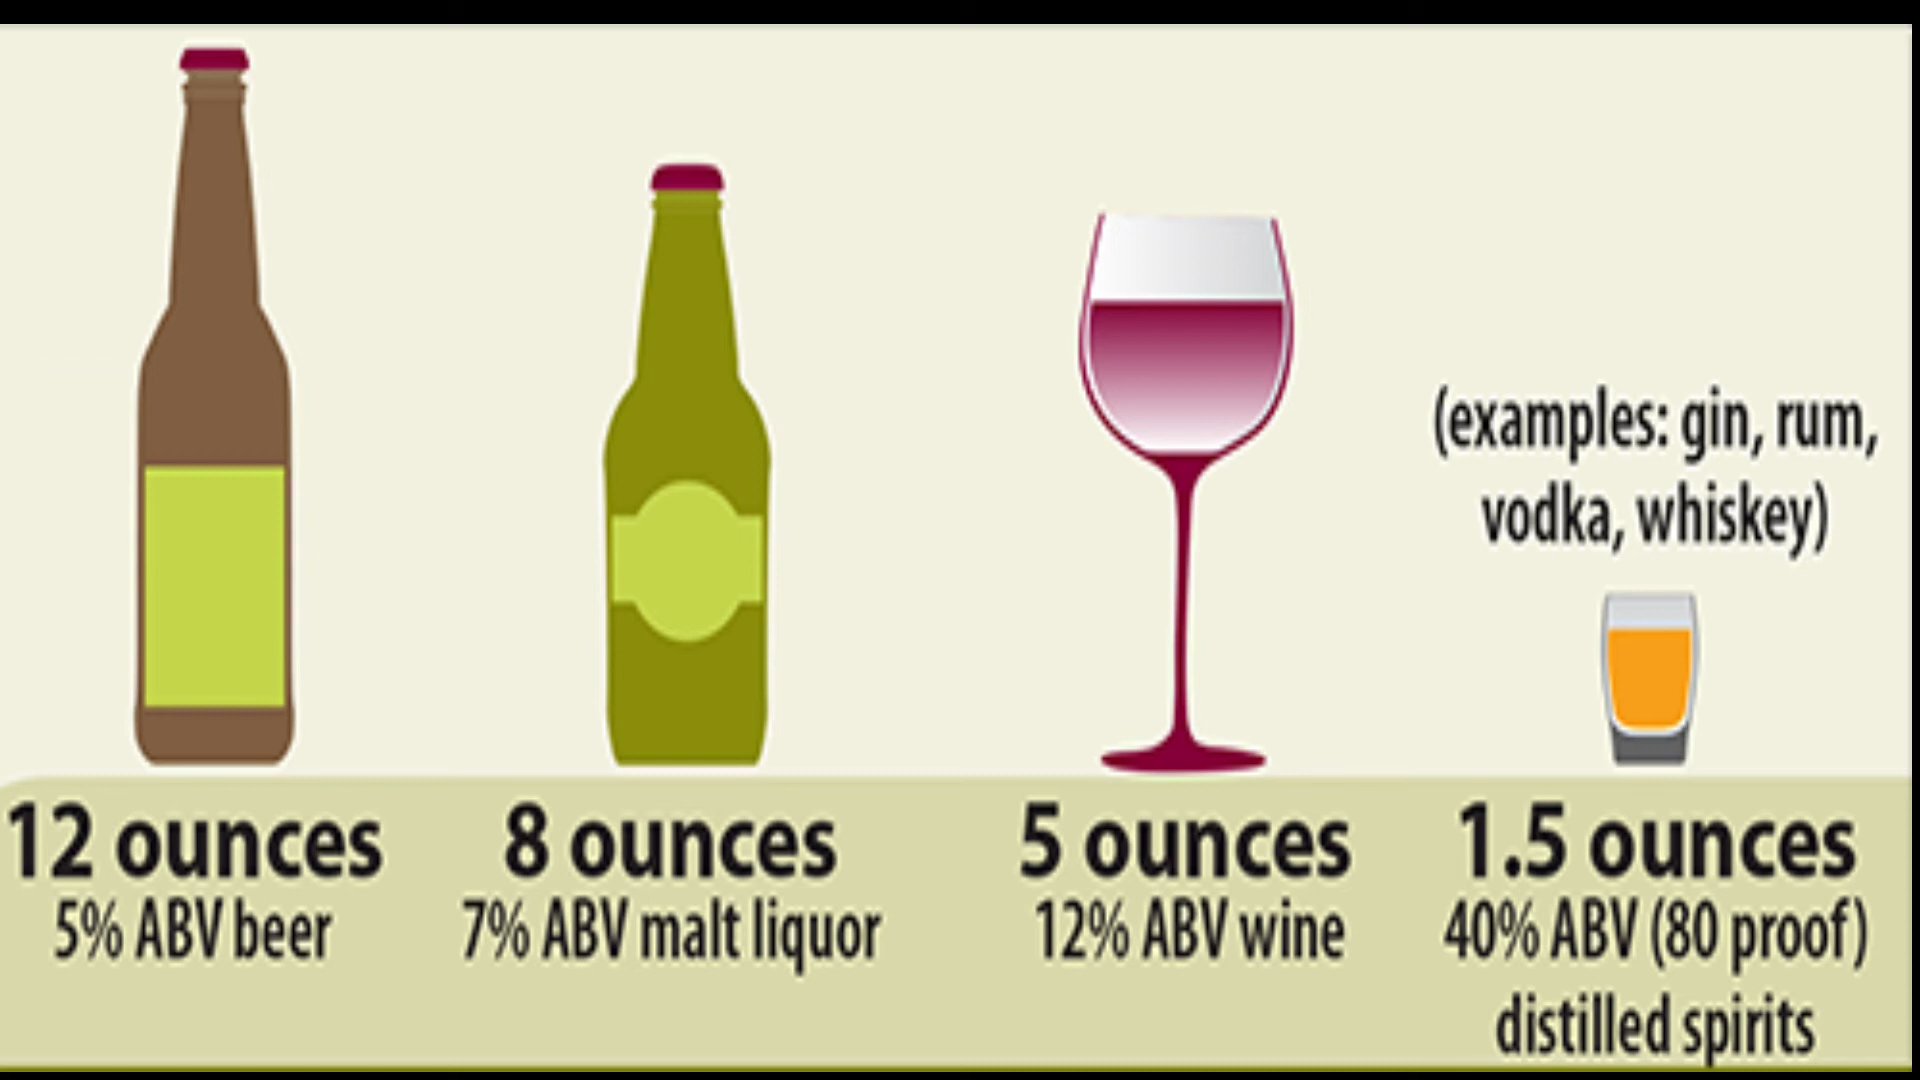 (examples: gin, rum,
vodka, whiskey)
12 ounces
5% ABV beer
8 ounces
7% ABV malt liquor
5 ounces
12% ABV wine
1.5 ounces
40% ABV (80 proof)
distilled spirits